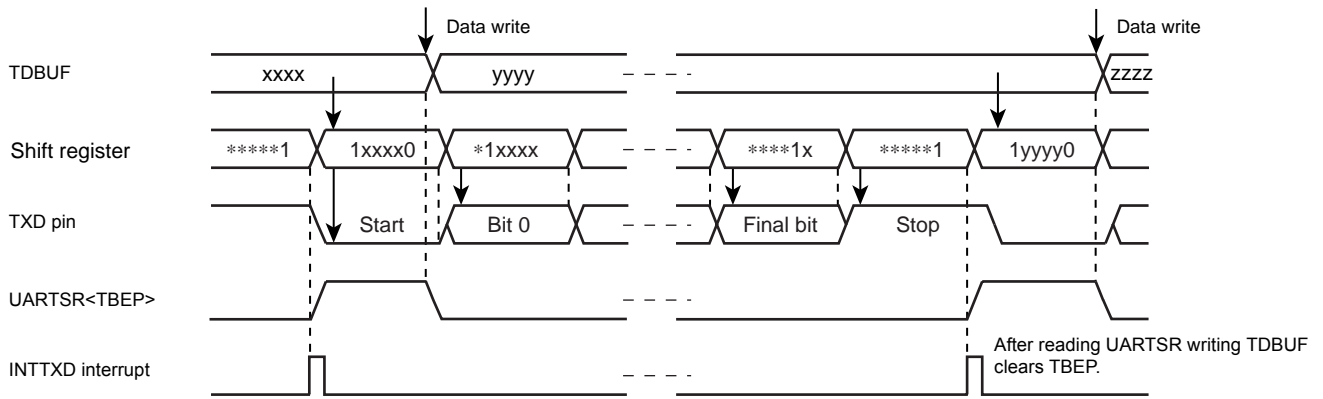 Data write
Data write
TDBUF
xxxx
yyyy
zzzz
Shift register
*****1
1xxxx0
*1xxxx
****1x
*****1
1yyyy0
TXD pin
Start
Bit 0
Final bit
Stop
UARTSR<TBEP>
INTTXD interrupt
After reading UARTSR writing TDBUF
clears TBEP.